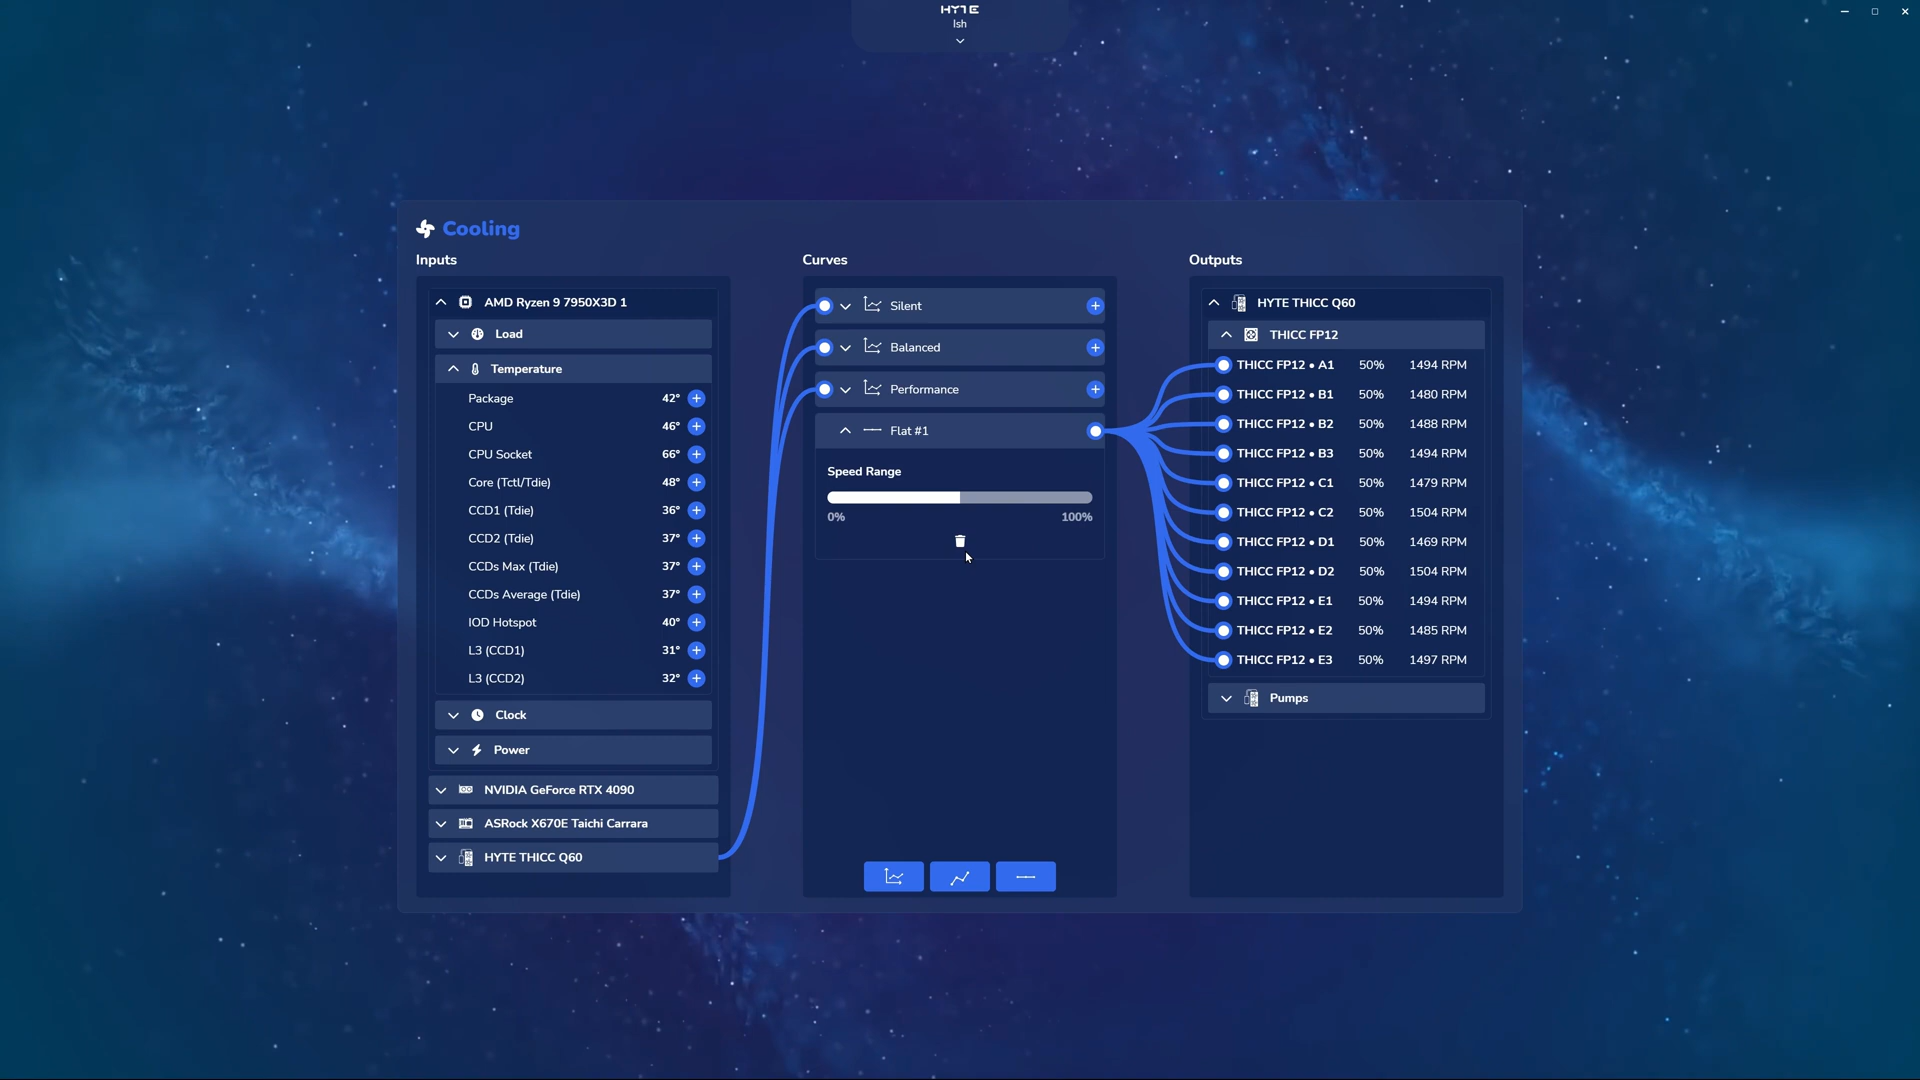 HYTE
Ish
Cooling
Inputs
AMD Ryzen 9 7950X3D 1
Load
Temperature
Package 42°
CPU 46°
CPU Socket 66°
Core (Tctl/Tdie) 48°
CCD1 (Tdie) 36°
CCD2 (Tdie) 37°
CCDs Max (Tdie) 37°
CCDs Average (Tdie) 37°
IOD Hotspot 40°
L3 (CCD1) 31°
L3 (CCD2) 32°
Clock
Power
NVIDIA GeForce RTX 4090
ASRock X670E Taichi Carrara
HYTE THICC Q60
Curves
Silent
Balanced
Performance
Flat #1
Speed Range
0% 100%
Outputs
HYTE THICC Q60
THICC FP12
THICC FP12 • A1 50% 1494 RPM
THICC FP12 • B1 50% 1480 RPM
THICC FP12 • B2 50% 1488 RPM
THICC FP12 • B3 50% 1494 RPM
THICC FP12 • C1 50% 1479 RPM
THICC FP12 • C2 50% 1504 RPM
THICC FP12 • D1 50% 1469 RPM
THICC FP12 • D2 50% 1504 RPM
THICC FP12 • E1 50% 1494 RPM
THICC FP12 • E2 50% 1485 RPM
THICC FP12 • E3 50% 1497 RPM
Pumps